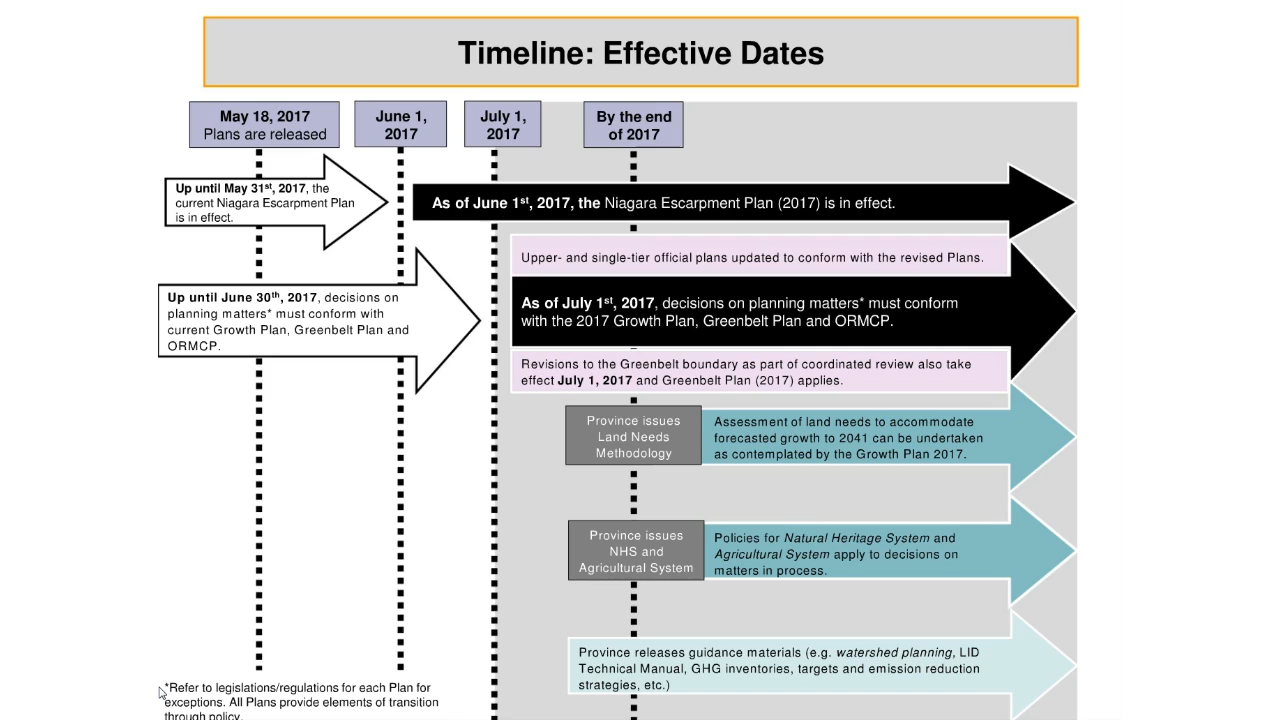 Timeline: Effective Dates
May 18, 2017
Plans are released
June 1,
2017
July 1,
2017
By the end
of 2017
Up until May 31st, 2017, the
current Niagara Escarpment Plan
is in effect.
As of June 1st, 2017, the Niagara Escarpment Plan (2017) is in effect.
Upper- and single-tier official plans updated to conform with the revised Plans.
Up until June 30th, 2017, decisions on
planning matters* must conform with
current Growth Plan, Greenbelt Plan and
ORMCP.
As of July 1st, 2017, decisions on planning matters* must conform
with the 2017 Growth Plan, Greenbelt Plan and ORMCP.
Revisions to the Greenbelt boundary as part of coordinated review also take
effect July 1, 2017 and Greenbelt Plan (2017) applies.
Province issues
Land Needs
Methodology
Assessment of land needs to accommodate
forecasted growth to 2041 can be undertaken
as contemplated by the Growth Plan 2017.
Province issues
NHS and
Agricultural System
Policies for Natural Heritage System and
Agricultural System apply to decisions on
matters in process.
Province releases guidance materials (e.g. watershed planning, LID
Technical Manual, GHG inventories, targets and emission reduction
strategies, etc.)
*Refer to legislations/regulations for each Plan for
exceptions. All Plans provide elements of transition
through policy.